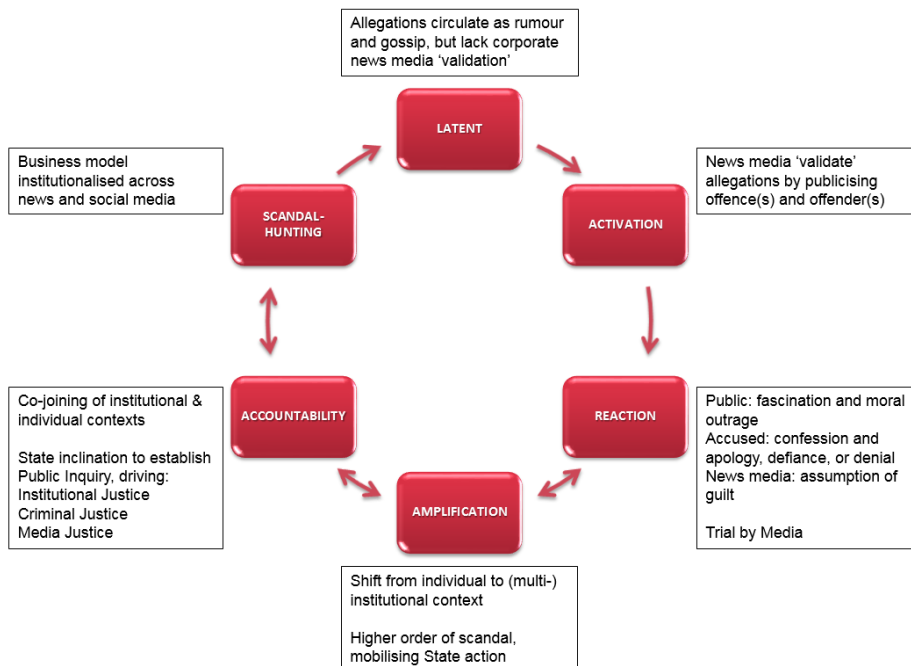 Allegations circulate as rumour
and gossip, but lack corporate
news media ‘validation’
LATENT
News media ‘validate’
allegations by publicising
offence(s) and offender(s)
ACTIVATION
Public: fascination and moral
outrage
Accused: confession and
apology, defiance, or denial
News media: assumption of
guilt
Trial by Media
REACTION
AMPLIFICATION
Shift from individual to (multi-)
institutional context
Higher order of scandal,
mobilising State action
Co-joining of institutional &
individual contexts
State inclination to establish
Public Inquiry, driving:
Institutional Justice
Criminal Justice
Media Justice
ACCOUNTABILITY
Business model
institutionalised across
news and social media
SCANDAL-
HUNTING